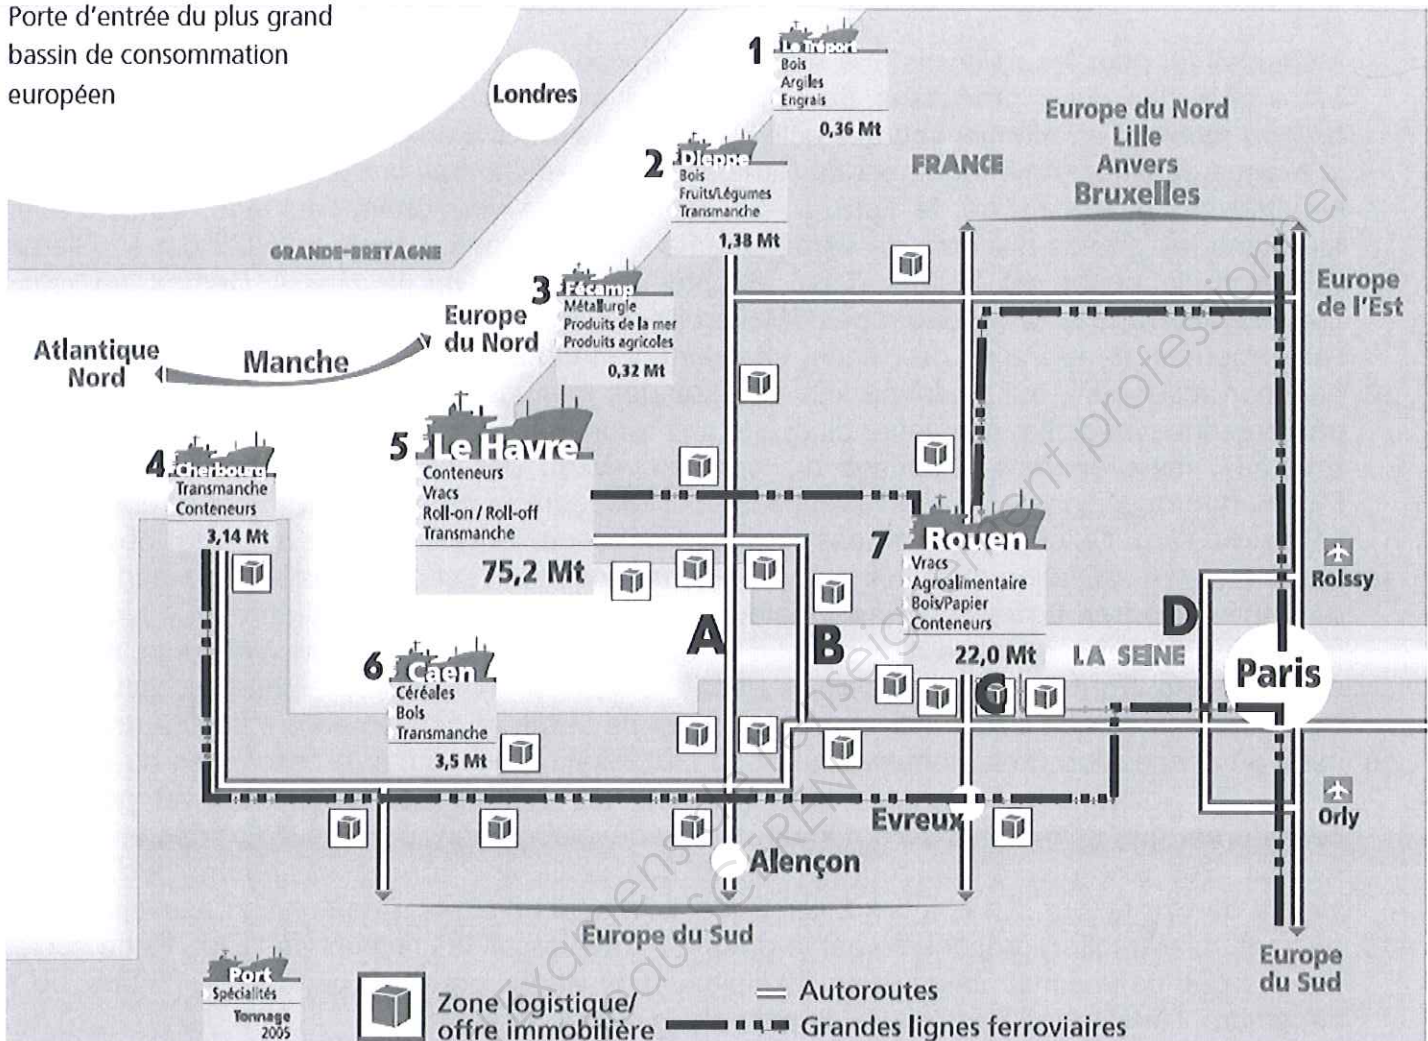 Porte d'entrée du plus grand
bassin de consommation
européen
Londres
GRANDE-BRETAGNE
Atlantique
Nord
Manche
Europe
du Nord
1
Le Tréport
Bois
Argiles
Engrais
0,36 Mt
2
Dieppe
Bois
Fruits/Légumes
Transmanche
1,38 Mt
3
Fécamp
Métallurgie
Produits de la mer
Produits agricoles
0,32 Mt
4
Cherbourg
Transmanche
Conteneurs
3,14 Mt
5
Le Havre
Conteneurs
Vracs
Roll-on / Roll-off
Transmanche
75,2 Mt
6
Caen
Céréales
Bois
Transmanche
3,5 Mt
7
Rouen
Vracs
Agroalimentaire
Bois/Papier
Conteneurs
22,0 Mt
FRANCE
Europe du Nord
Lille
Anvers
Bruxelles
Europe
de l'Est
Roissy
LA SEINE
Paris
Orly
A
B
C
D
Evreux
Alençon
Europe du Sud
Europe
du Sud
Port
Spécialités
Tonnage
2005
Zone logistique/
offre immobilière
Autoroutes
Grandes lignes ferroviaires